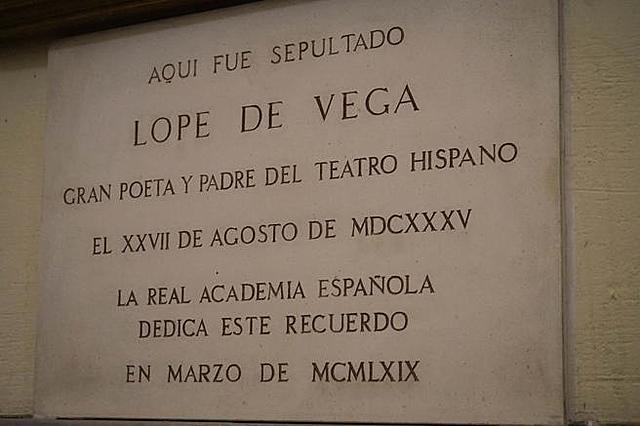 AQUI FUE SEPULTADO
LOPE DE VEGA
GRAN POETA Y PADRE DEL TEATRO HISPANO
EL XXVII DE AGOSTO DE MDCXXXV
LA REAL ACADEMIA ESPAÑOLA
DEDICA ESTE RECUERDO
EN MARZO DE MCMLXIX